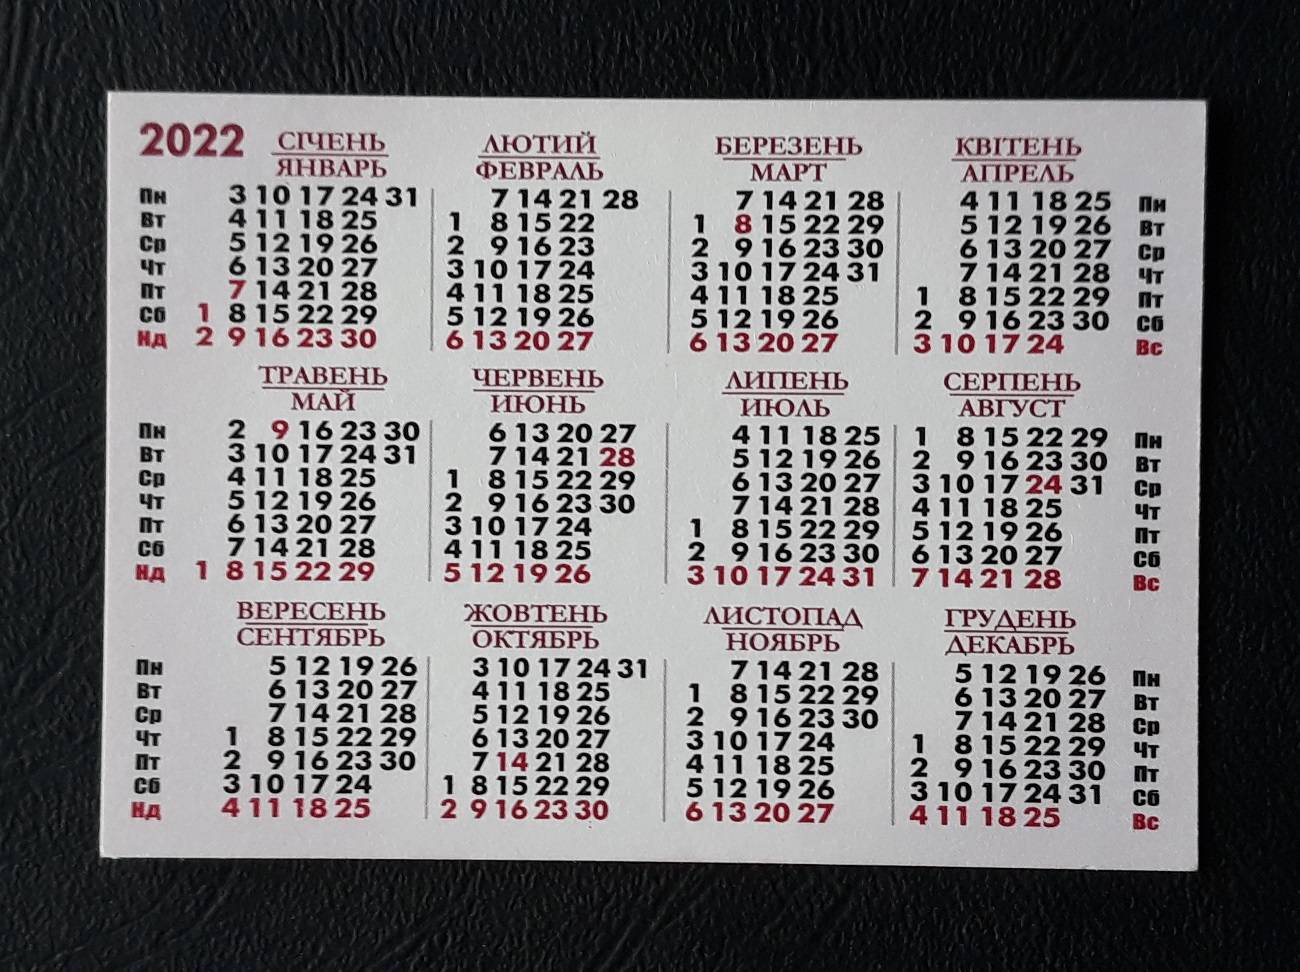 2022 СІЧЕНЬ ЛЮТИЙ БЕРЕЗЕНЬ КВІТЕНЬ
ЯНВАРЬ ФЕВРАЛЬ МАРТ АПРЕЛЬ
Пн 3 10 17 24 31 7 14 21 28 7 14 21 28 4 11 18 25 Пн
Вт 4 11 18 25 1 8 15 22 1 8 15 22 29 5 12 19 26 Вт
Ср 5 12 19 26 2 9 16 23 2 9 16 23 30 6 13 20 27 Ср
Чт 6 13 20 27 3 10 17 24 3 10 17 24 31 7 14 21 28 Чт
Пт 7 14 21 28 4 11 18 25 4 11 18 25 1 8 15 22 29 Пт
Сб 1 8 15 22 29 5 12 19 26 5 12 19 26 2 9 16 23 30 Сб
Нд 2 9 16 23 30 6 13 20 27 6 13 20 27 3 10 17 24 Вс
ТРАВЕНЬ ЧЕРВЕНЬ ЛИПЕНЬ СЕРПЕНЬ
МАЙ ИЮНЬ ИЮЛЬ АВГУСТ
Пн 2 9 16 23 30 6 13 20 27 4 11 18 25 1 8 15 22 29 Пн
Вт 3 10 17 24 31 7 14 21 28 5 12 19 26 2 9 16 23 30 Вт
Ср 4 11 18 25 1 8 15 22 29 6 13 20 27 3 10 17 24 31 Ср
Чт 5 12 19 26 2 9 16 23 30 7 14 21 28 4 11 18 25 Чт
Пт 6 13 20 27 3 10 17 24 1 8 15 22 29 5 12 19 26 Пт
Сб 7 14 21 28 4 11 18 25 2 9 16 23 30 6 13 20 27 Сб
Нд 1 8 15 22 29 5 12 19 26 3 10 17 24 31 7 14 21 28 Вс
ВЕРЕСЕНЬ ЖОВТЕНЬ ЛИСТОПАД ГРУДЕНЬ
СЕНТЯБРЬ ОКТЯБРЬ НОЯБРЬ ДЕКАБРЬ
Пн 5 12 19 26 3 10 17 24 31 7 14 21 28 5 12 19 26 Пн
Вт 6 13 20 27 4 11 18 25 1 8 15 22 29 6 13 20 27 Вт
Ср 7 14 21 28 5 12 19 26 2 9 16 23 30 7 14 21 28 Ср
Чт 1 8 15 22 29 6 13 20 27 3 10 17 24 1 8 15 22 29 Чт
Пт 2 9 16 23 30 7 14 21 28 4 11 18 25 2 9 16 23 30 Пт
Сб 3 10 17 24 1 8 15 22 29 5 12 19 26 3 10 17 24 31 Сб
Нд 4 11 18 25 2 9 16 23 30 6 13 20 27 4 11 18 25 Вс